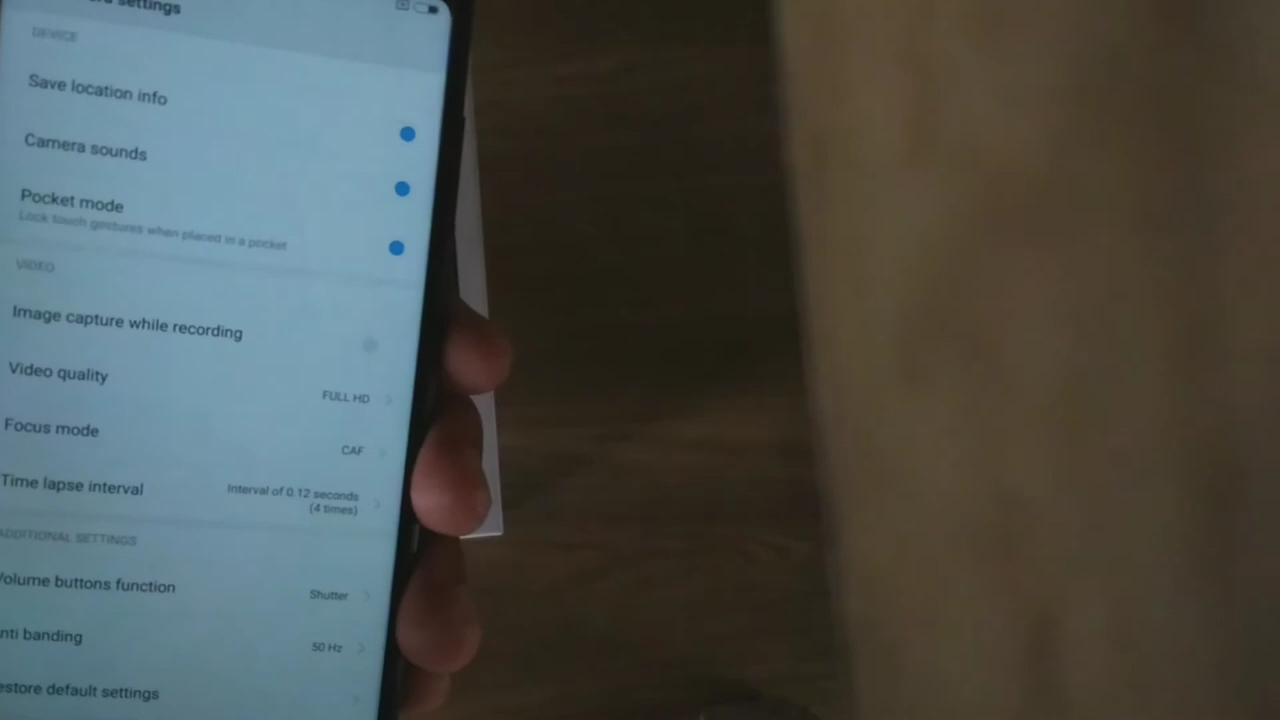 settings
DEVICE
Save location info
Camera sounds
Pocket mode
Lock touch gestures when placed in a pocket
VIDEO
Image capture while recording
Video quality
FULL HD
Focus mode
CAF
Time lapse interval
Interval of 0.12 seconds
(4 times)
ADDITIONAL SETTINGS
Volume buttons function
Shutter
nti banding
50 Hz
estore default settings